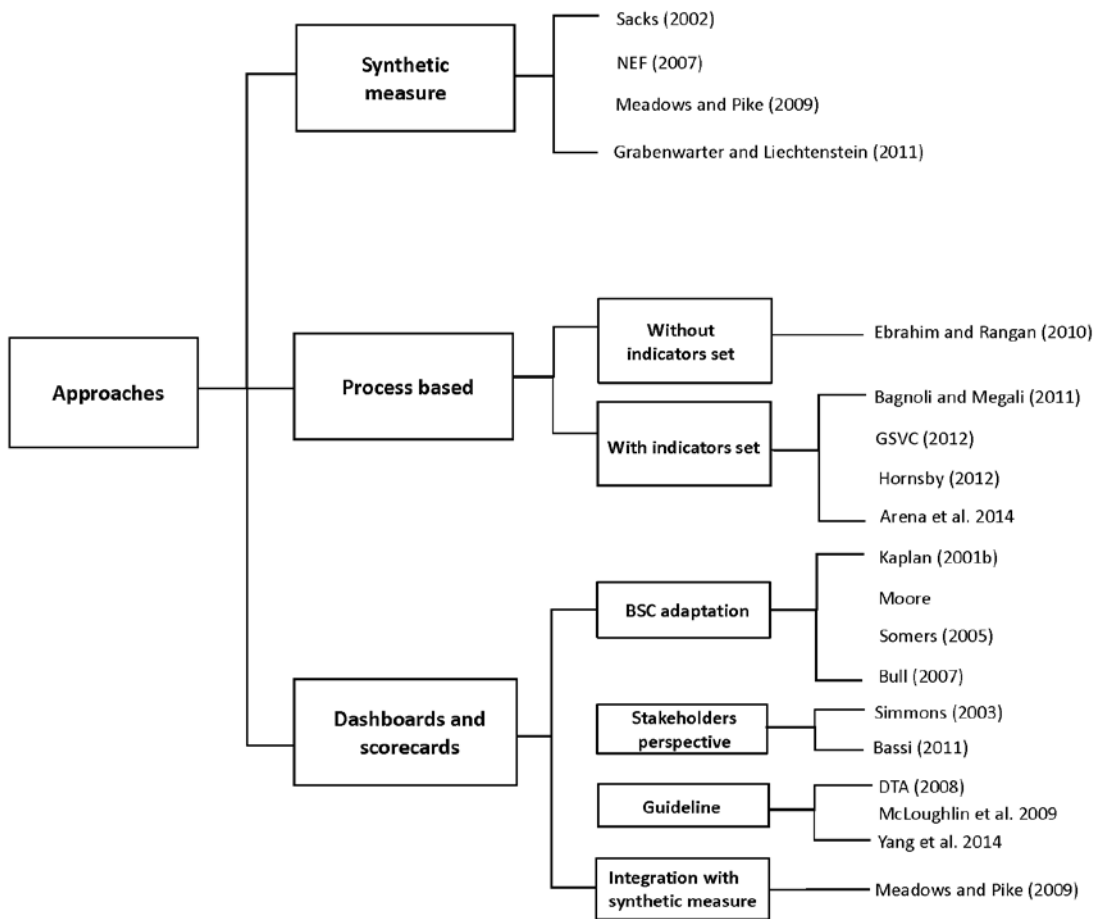 Approaches
Synthetic
measure
Sacks (2002)
NEF (2007)
Meadows and Pike (2009)
Grabenwarter and Liechtenstein (2011)
Process based
Without
indicators set
Ebrahim and Rangan (2010)
With indicators set
Bagnoli and Megali (2011)
GSVC (2012)
Hornsby (2012)
Arena et al. 2014
Dashboards and
scorecards
BSC adaptation
Kaplan (2001b)
Moore
Somers (2005)
Bull (2007)
Stakeholders
perspective
Simmons (2003)
Bassi (2011)
Guideline
DTA (2008)
McLoughlin et al. 2009
Yang et al. 2014
Integration with
synthetic measure
Meadows and Pike (2009)